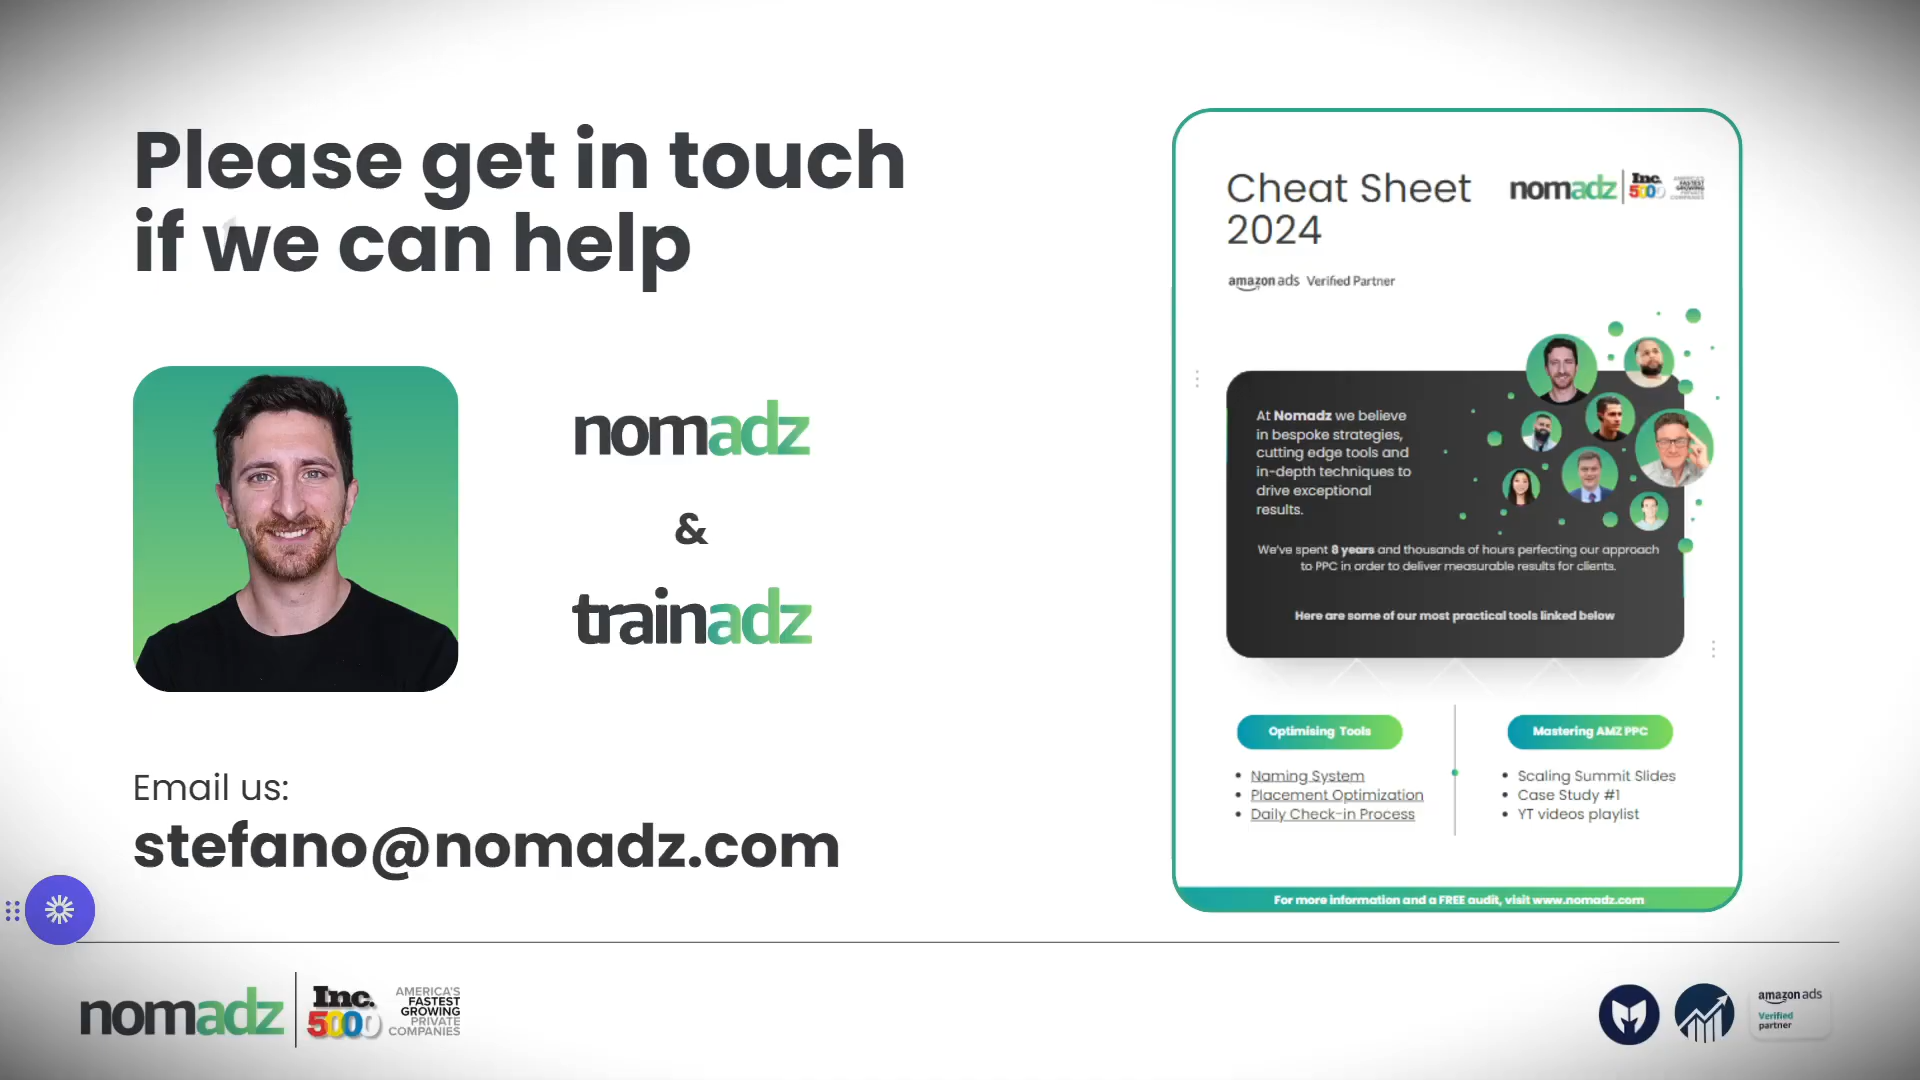 Please get in touch
if we can help
nomadz
&
trainadz
Email us:
stefano@nomadz.com
Cheat Sheet
2024
nomadz
Inc.
5000
AMERICA'S
FASTEST
GROWING
PRIVATE
COMPANIES
amazon ads Verified Partner
At Nomadz we believe
in bespoke strategies,
cutting edge tools and
in-depth techniques to
drive exceptional
results.
We've spent 8 years and thousands of hours perfecting our approach
to PPC in order to deliver measurable results for clients.
Here are some of our most practical tools linked below
Optimising Tools
• Naming System
• Placement Optimization
• Daily Check-in Process
Mastering AMZ PPC
• Scaling Summit Slides
• Case Study #1
• YT videos playlist
For more information and a FREE audit, visit www.nomadz.com
nomadz
Inc.
5000
AMERICA'S
FASTEST
GROWING
PRIVATE
COMPANIES
amazon ads
Verified
partner